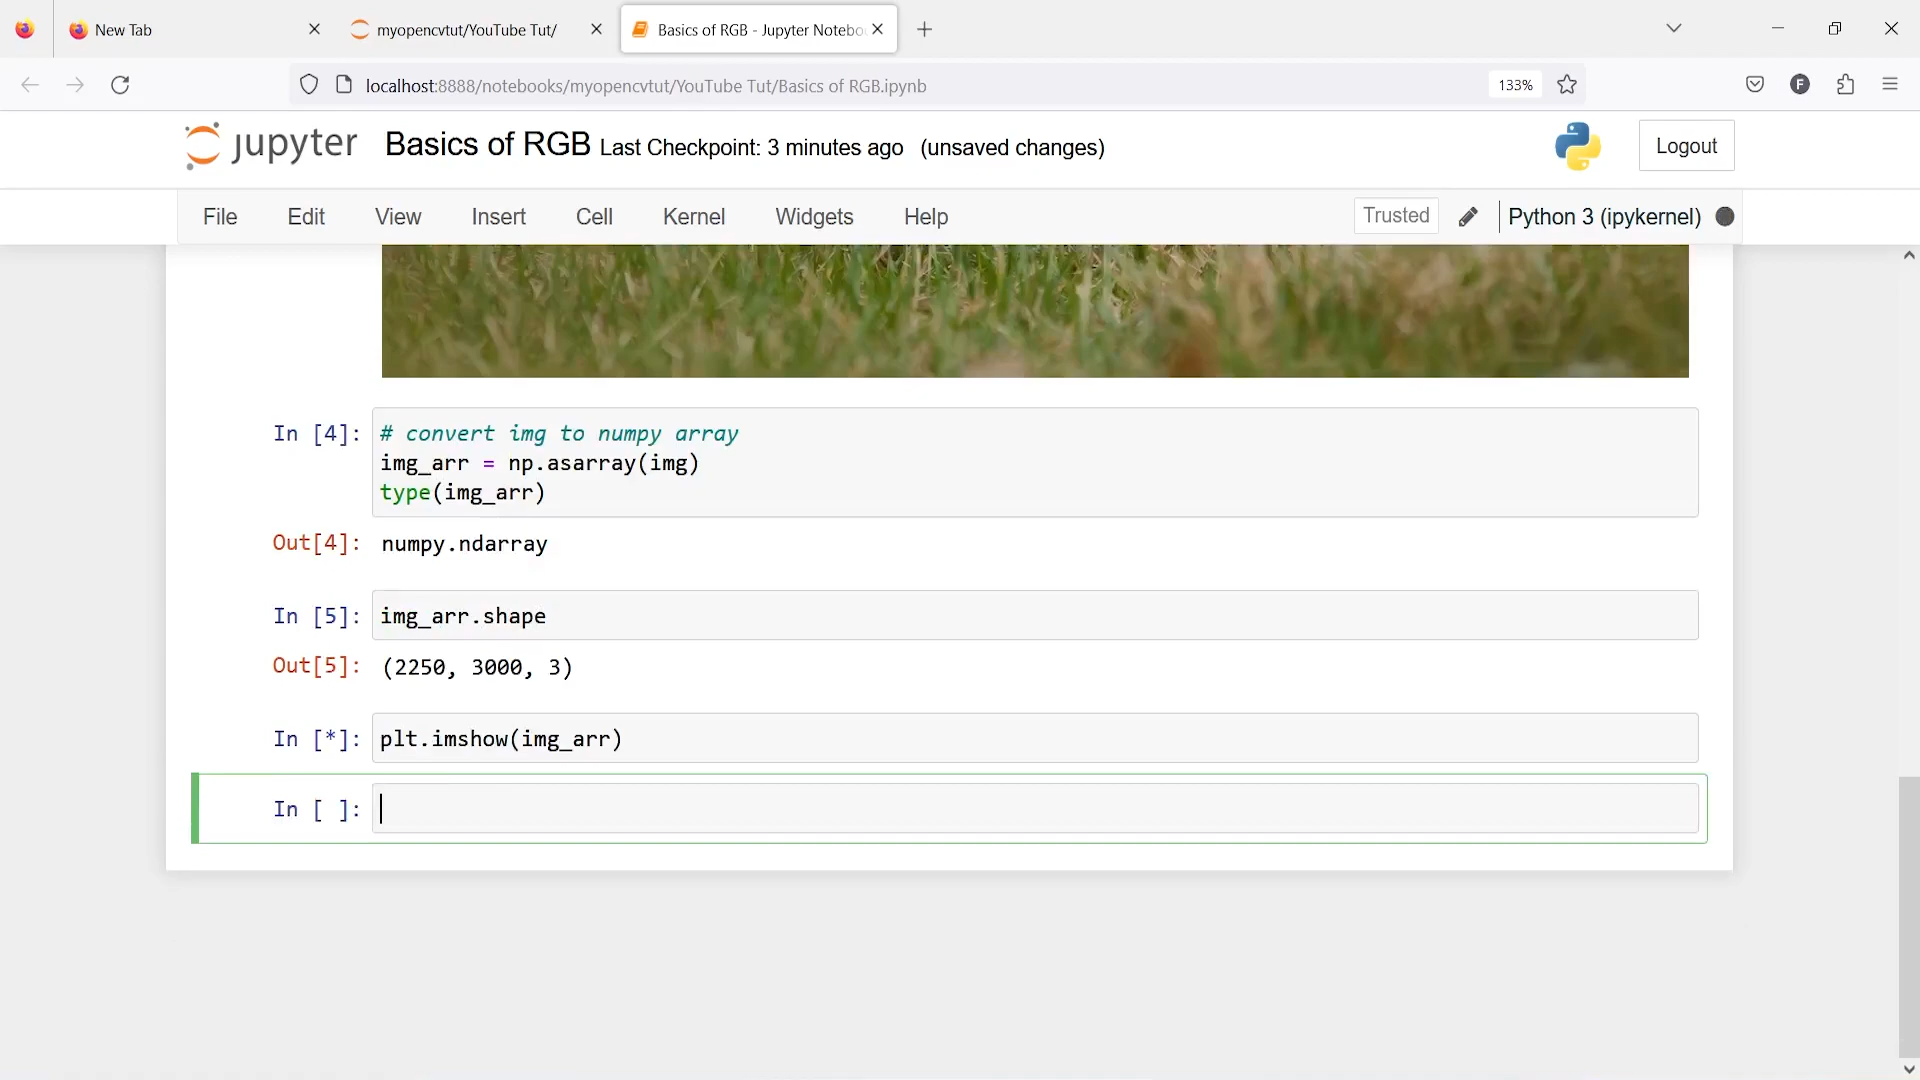 New Tab
myopencvtut/YouTube Tut/
Basics of RGB - Jupyter Notebo
localhost:8888/notebooks/myopencvtut/YouTube Tut/Basics of RGB.ipynb
133%
F
jupyter Basics of RGB Last Checkpoint: 3 minutes ago (unsaved changes)
Logout
File Edit View Insert Cell Kernel Widgets Help
Trusted
Python 3 (ipykernel)
In [4]: # convert img to numpy array
img_arr = np.asarray(img)
type(img_arr)
Out[4]: numpy.ndarray
In [5]: img_arr.shape
Out[5]: (2250, 3000, 3)
In [*]: plt.imshow(img_arr)
In [ ]: